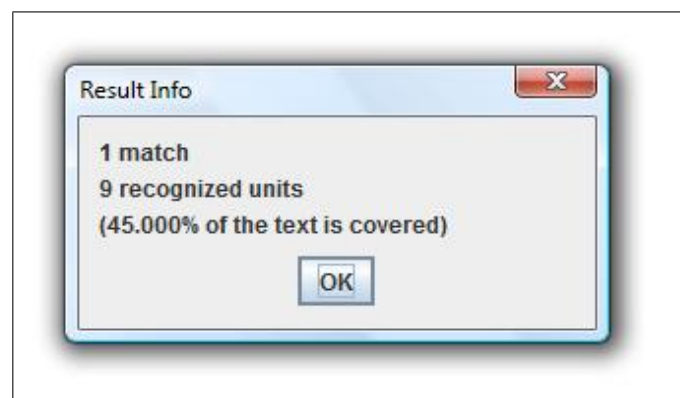 Result Info
1 match
9 recognized units
(45.000% of the text is covered)
OK